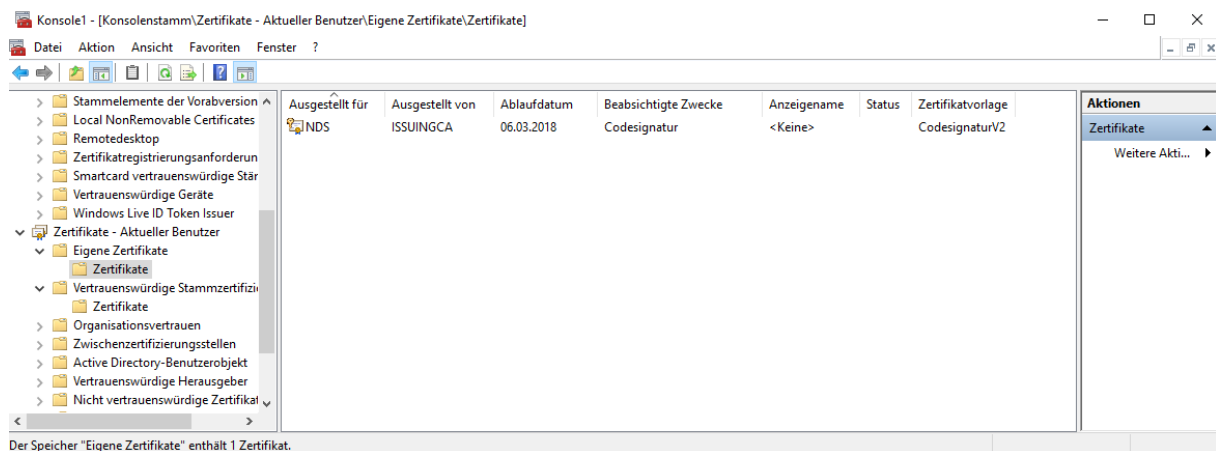 Konsole1 - [Konsolenstamm\Zertifikate - Aktueller Benutzer\Eigene Zertifikate\Zertifikate]
Datei Aktion Ansicht Favoriten Fenster ?
Stammelemente der Vorabversion
Local NonRemovable Certificates
Remotedesktop
Zertifikatregistrierungsanforderun
Smartcard vertrauenswürdige Stär
Vertrauenswürdige Geräte
Windows Live ID Token Issuer
Zertifikate - Aktueller Benutzer
Eigene Zertifikate
Zertifikate
Vertrauenswürdige Stammzertifizi
Zertifikate
Organisationsvertrauen
Zwischenzertifizierungsstellen
Active Directory-Benutzerobjekt
Vertrauenswürdige Herausgeber
Nicht vertrauenswürdige Zertifikat
Ausgestellt für Ausgestellt von Ablaufdatum Beabsichtigte Zwecke Anzeigename Status Zertifikatvorlage
NDS ISSUINGCA 06.03.2018 Codesignatur <Keine> CodesignaturV2
Aktionen
Zertifikate
Weitere Akti...
Der Speicher "Eigene Zertifikate" enthält 1 Zertifikat.